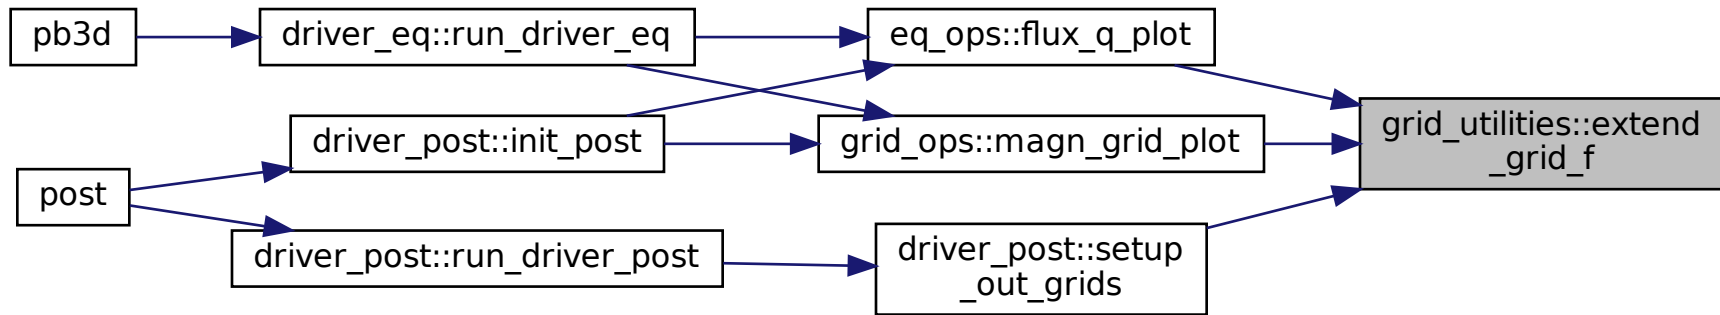 pb3d
driver_eq::run_driver_eq
eq_ops::flux_q_plot
grid_utilities::extend
_grid_f
driver_post::init_post
grid_ops::magn_grid_plot
post
driver_post::run_driver_post
driver_post::setup
_out_grids